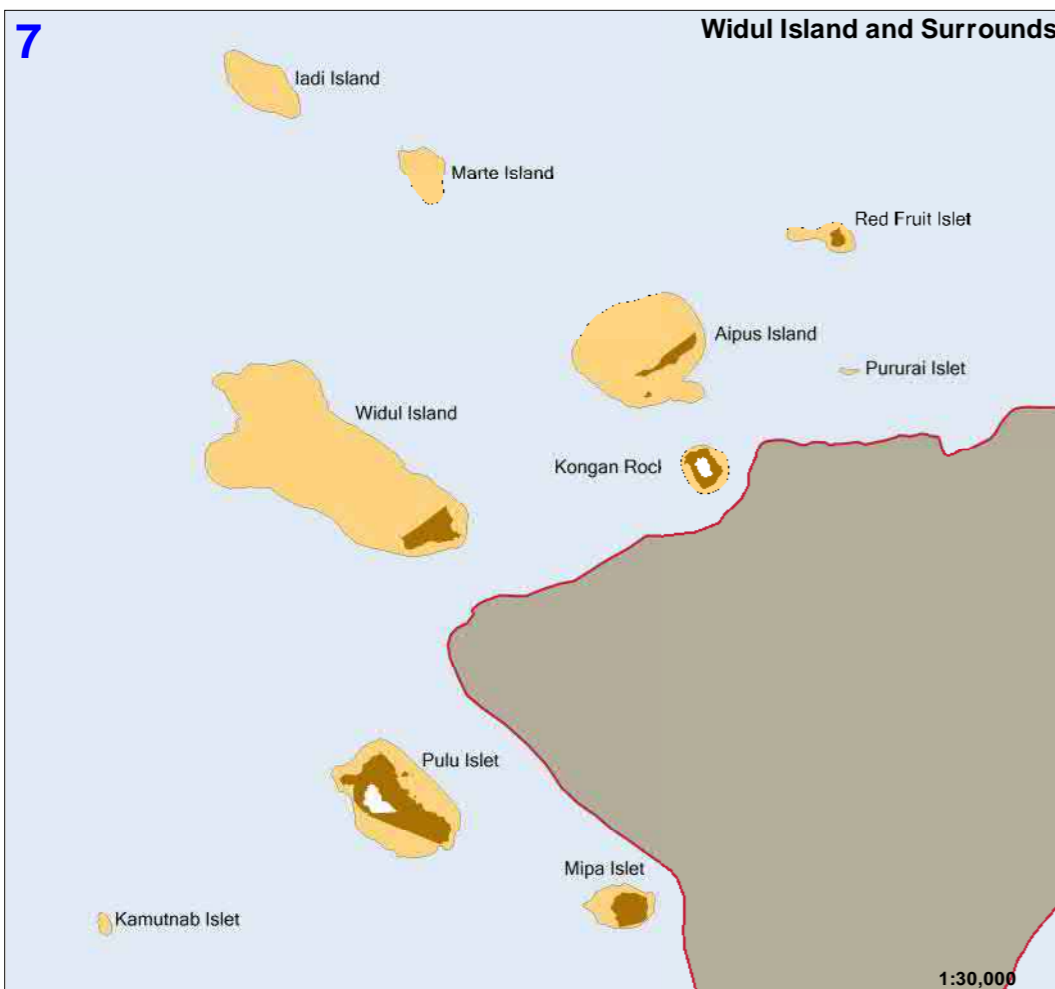 7
Widul Island and Surrounds
Iadi Island
Marte Island
Red Fruit Islet
Aipus Island
Pururai Islet
Widul Island
Kongan Rock
Pulu Islet
Mipa Islet
Kamutnab Islet
1:30,000